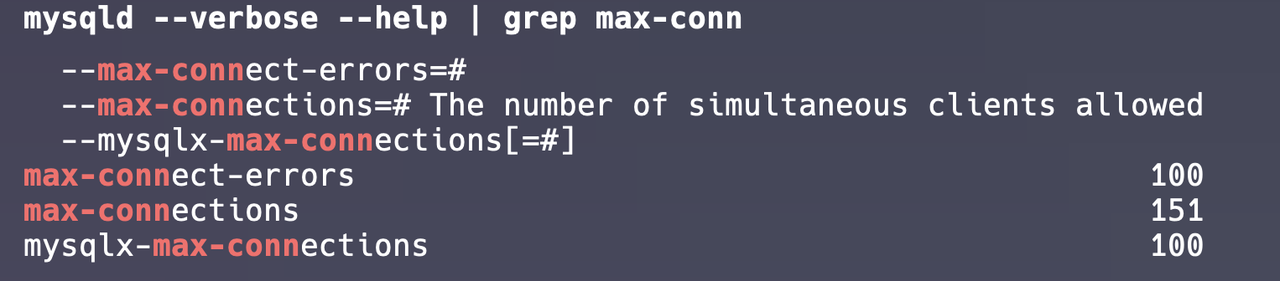 mysqld --verbose --help | grep max-conn
--max-connect-errors=#
--max-connections=# The number of simultaneous clients allowed
--mysqlx-max-connections[=#]
max-connect-errors 100
max-connections 151
mysqlx-max-connections 100